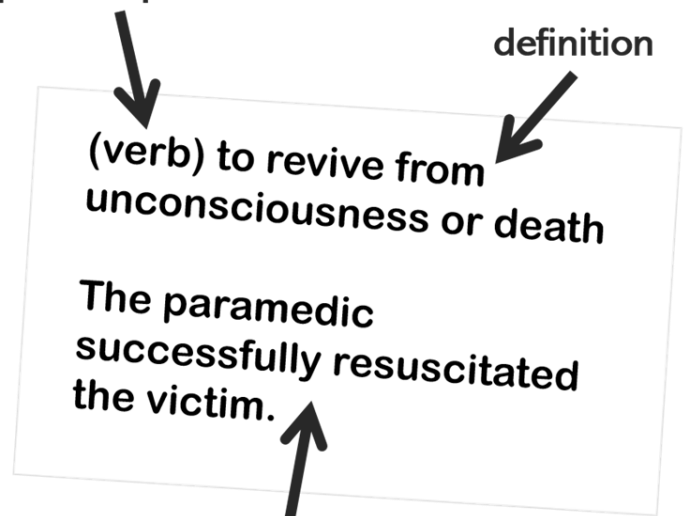 definition
(verb) to revive from
unconsciousness or death
The paramedic
successfully resuscitated
the victim.